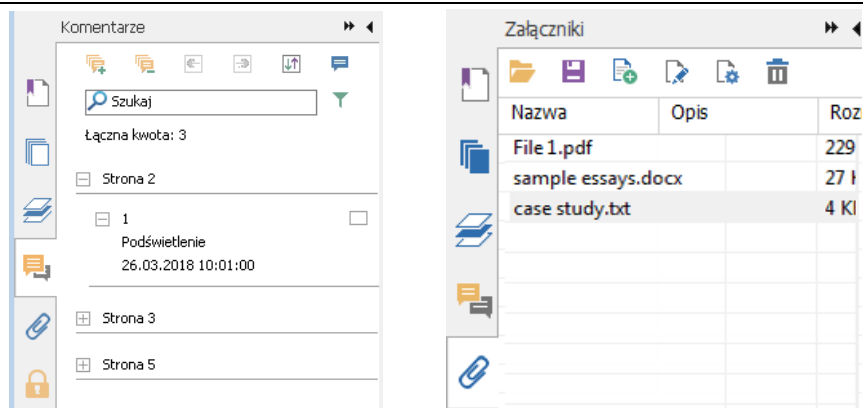 Komentarze
Szukaj
Łączna kwota: 3
Strona 2
1
Podświetlenie
26.03.2018 10:01:00
Strona 3
Strona 5
Załączniki
Nazwa Opis
File 1.pdf 229
sample essays.docx 27
case study.txt 4